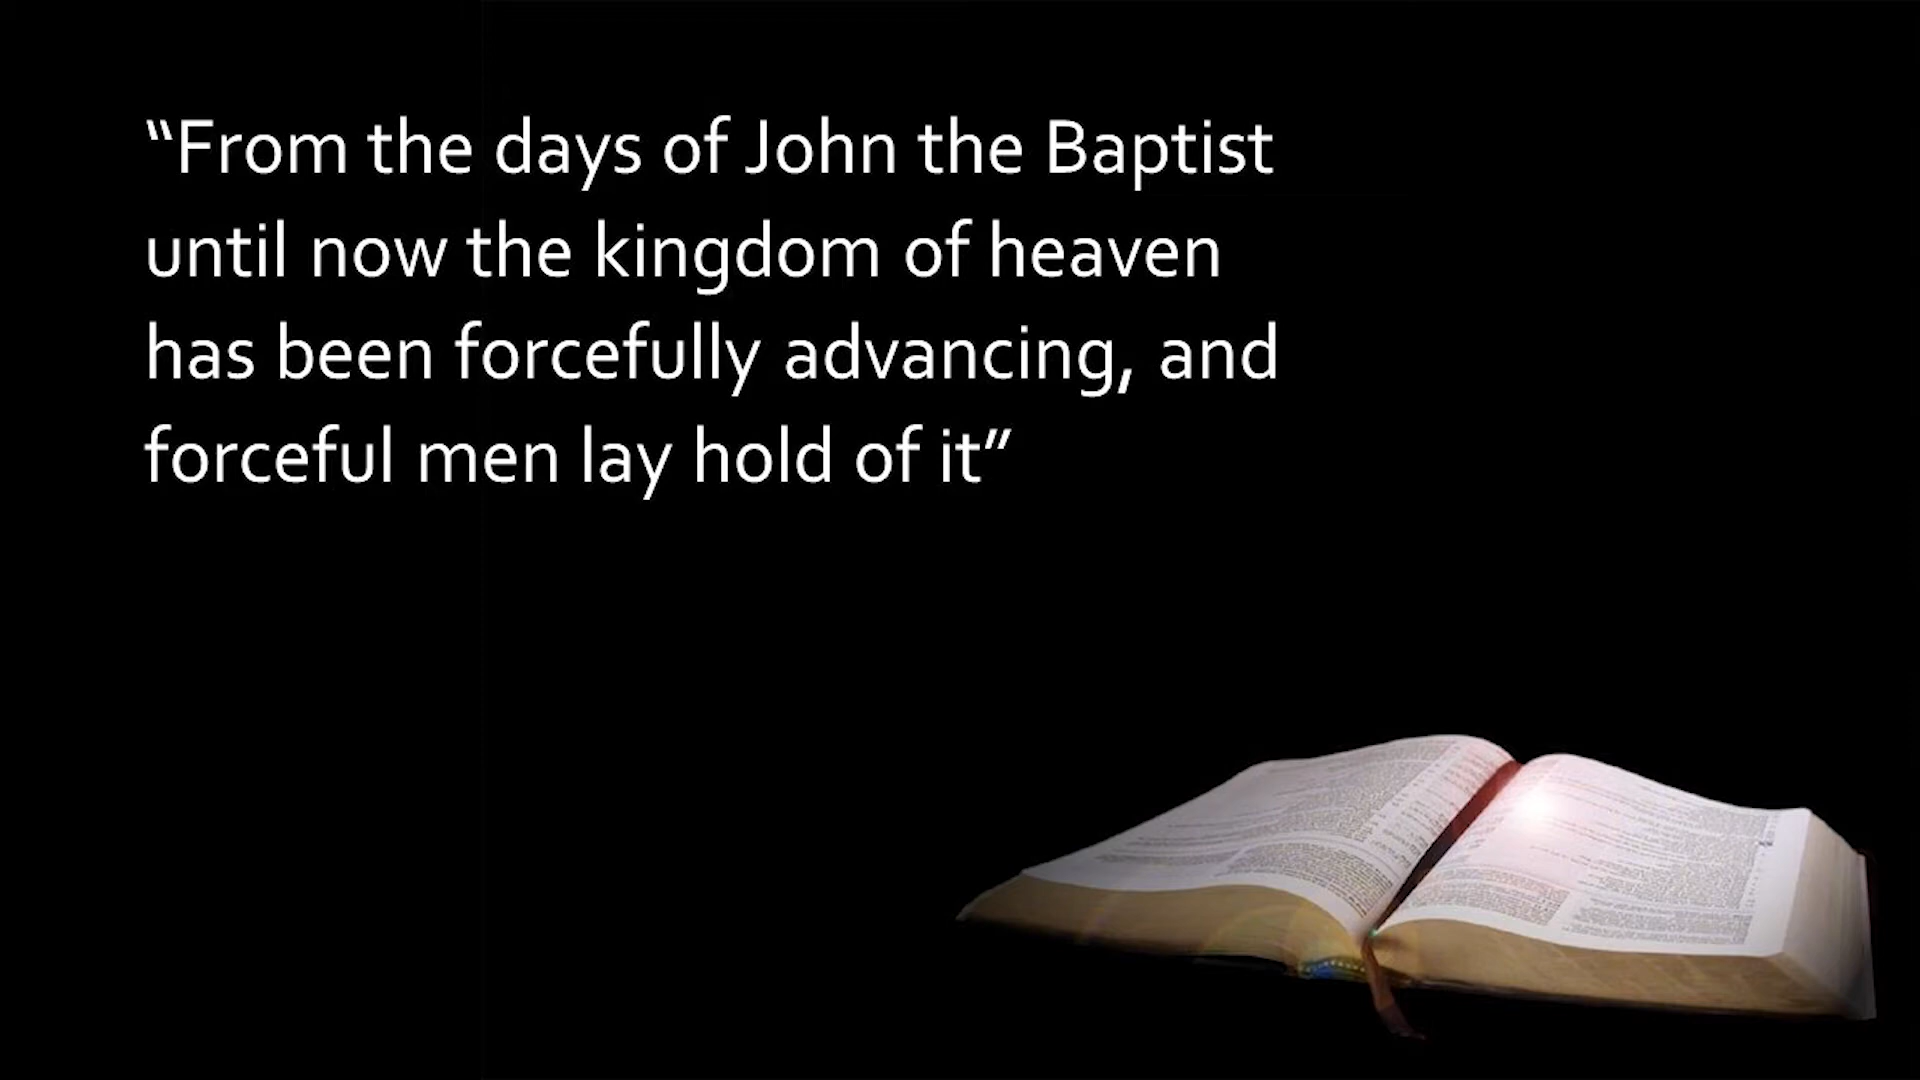 “From the days of John the Baptist
until now the kingdom of heaven
has been forcefully advancing, and
forceful men lay hold of it”